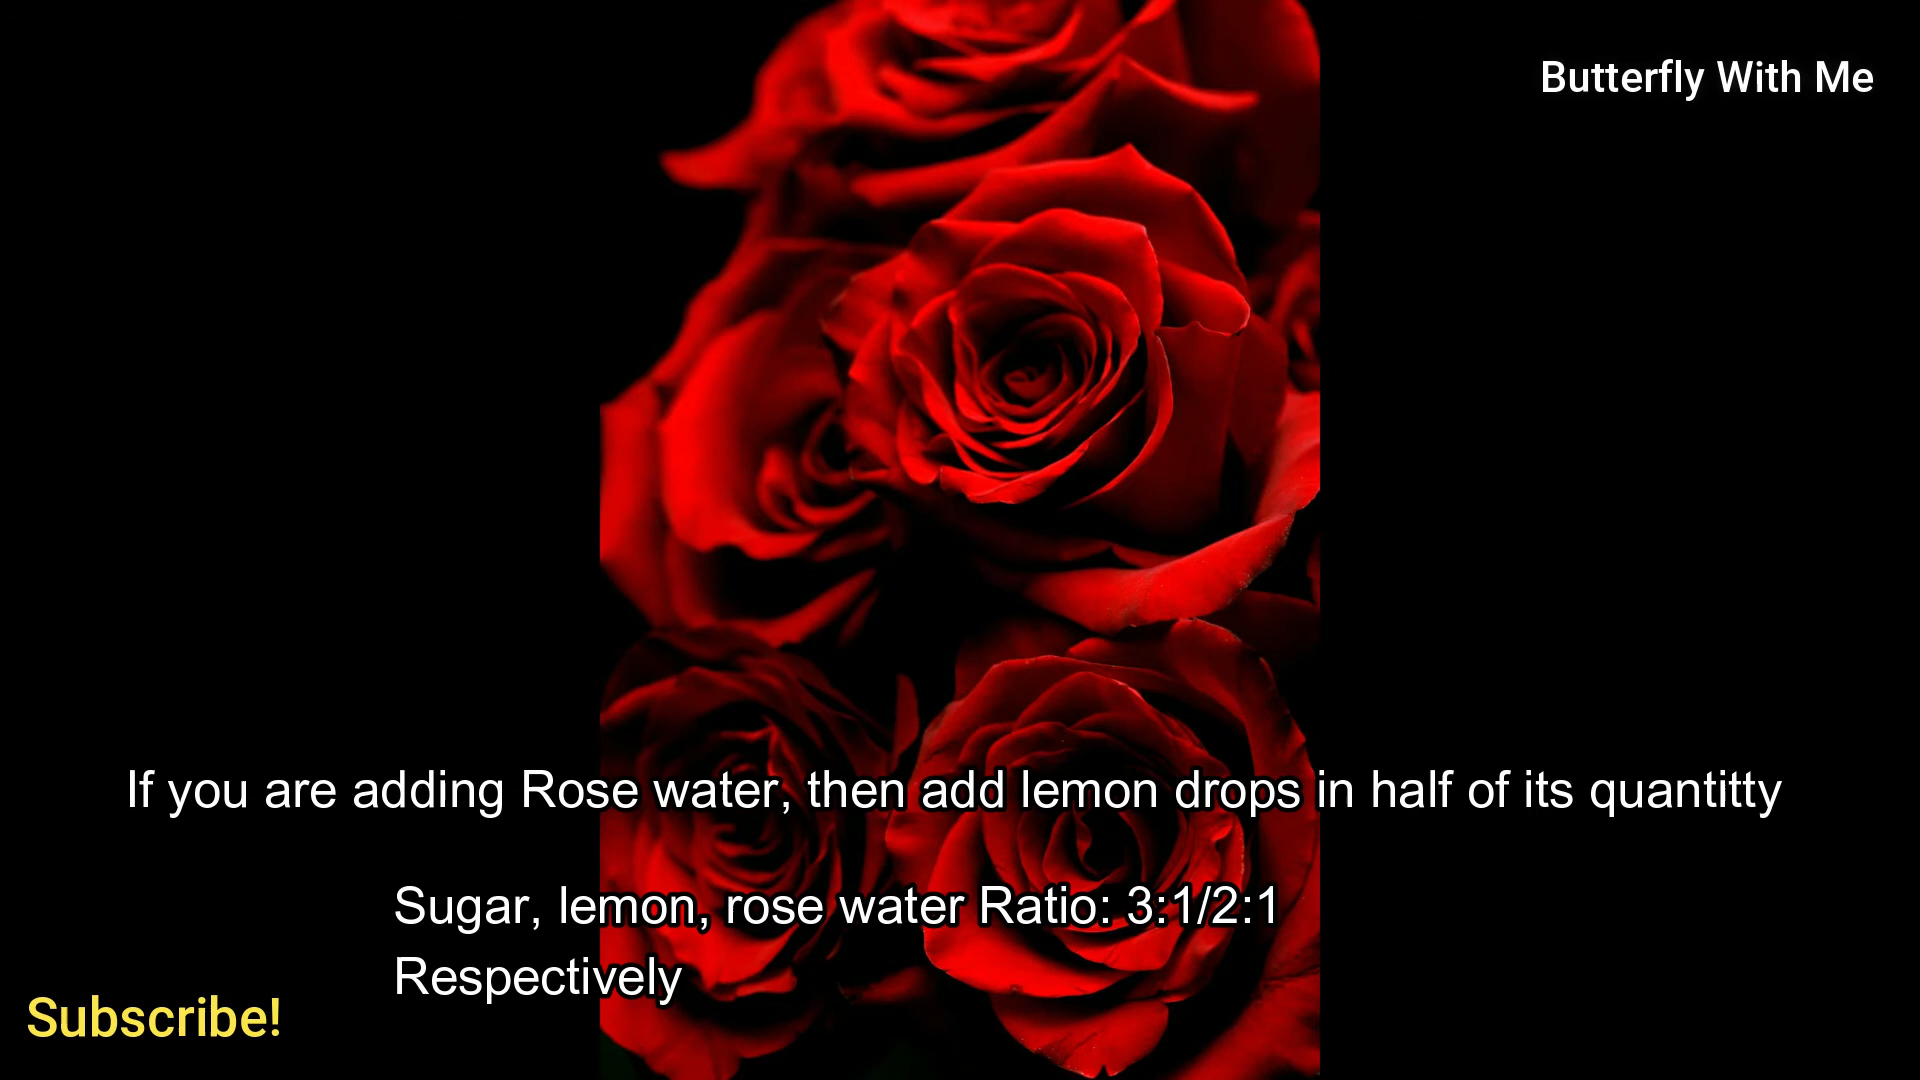 Butterfly With Me
If you are adding Rose water, then add lemon drops in half of its quantitty
Sugar, lemon, rose water Ratio: 3:1/2:1
Respectively
Subscribe!